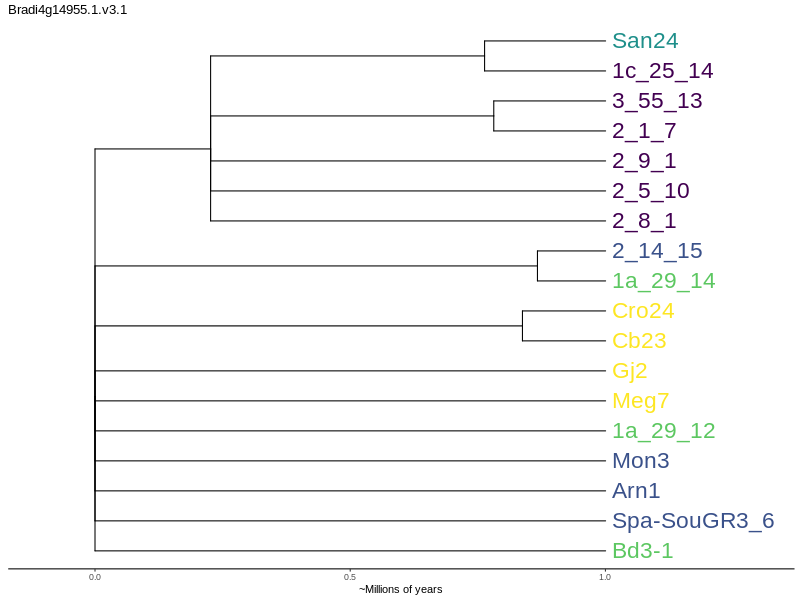 Bradi4g14955.1.v3.1
San24
1c_25_14
3_55_13
2_1_7
2_9_1
2_5_10
2_8_1
2_14_15
1a_29_14
Cro24
Cb23
Gj2
Meg7
1a_29_12
Mon3
Arn1
Spa-SouGR3_6
Bd3-1
0.0 0.5 1.0
~Millions of years